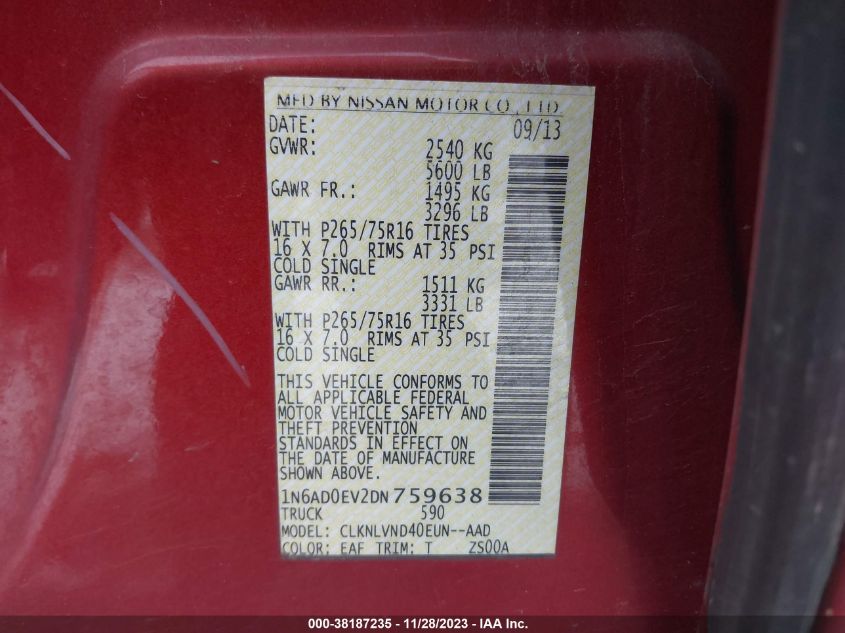 MFD BY NISSAN MOTOR CO., LTD.
DATE: 09/13
GVWR: 2540 KG
5600 LB
GAWR FR.: 1495 KG
3296 LB
WITH P265/75R16 TIRES
16 X 7.0 RIMS AT 35 PSI
COLD SINGLE
GAWR RR.: 1511 KG
3331 LB
WITH P265/75R16 TIRES
16 X 7.0 RIMS AT 35 PSI
COLD SINGLE
THIS VEHICLE CONFORMS TO
ALL APPLICABLE FEDERAL
MOTOR VEHICLE SAFETY AND
THEFT PREVENTION
STANDARDS IN EFFECT ON
THE DATE OF MANUFACTURE
SHOWN ABOVE.
1N6AD0EV2DN759638
TRUCK 590
MODEL: CLKNLVND40EUN--AAD
COLOR: EAF TRIM: T ZS00A
000-38187235 - 11/28/2023 - IAA Inc.